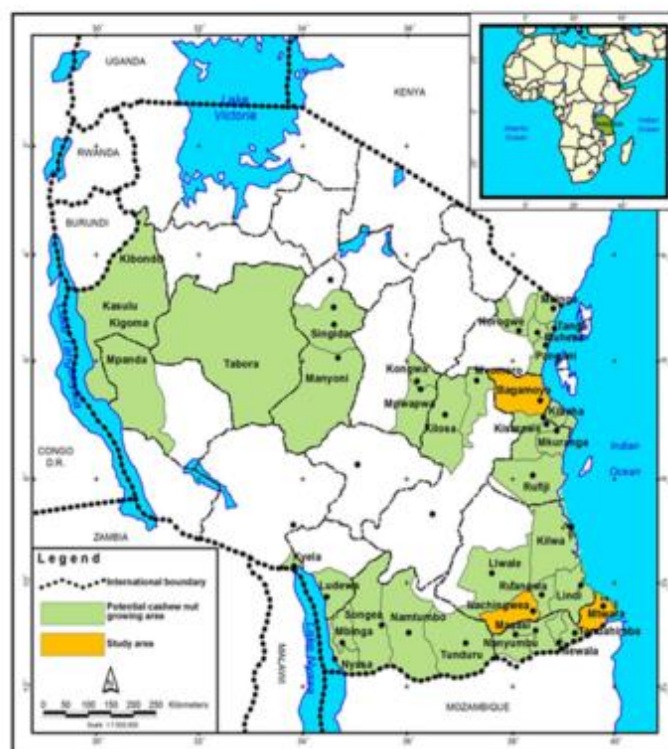 UGANDA
KENYA
Lake
Victoria
RWANDA
BURUNDI
Atlantic
Ocean
Indian
Ocean
Kibondo
Kasulu
Kigoma
Mpanda
Tabora
Singida
Manyoni
Korogwe
Tanga
Muheza
Pangani
Kongwa
Mpwapwa
Mvomero
Kilosa
Bagamoyo
Kibaha
Kisarawe
Mkuranga
Rufiji
Indian
Ocean
CONGO
D.R.
ZAMBIA
Kilwa
Liwale
Ruangwa
Lindi
Kyela
Ludewa
Songea
Namtumbo
Mbinga
Nyasa
Tunduru
Masasi
Nanyumbu
Newala
Mtwara
MALAWI
MOZAMBIQUE
Legend
International boundary
Potential cashew nut
growing area
Study area
0 50 100 150 200 250 Kilometers